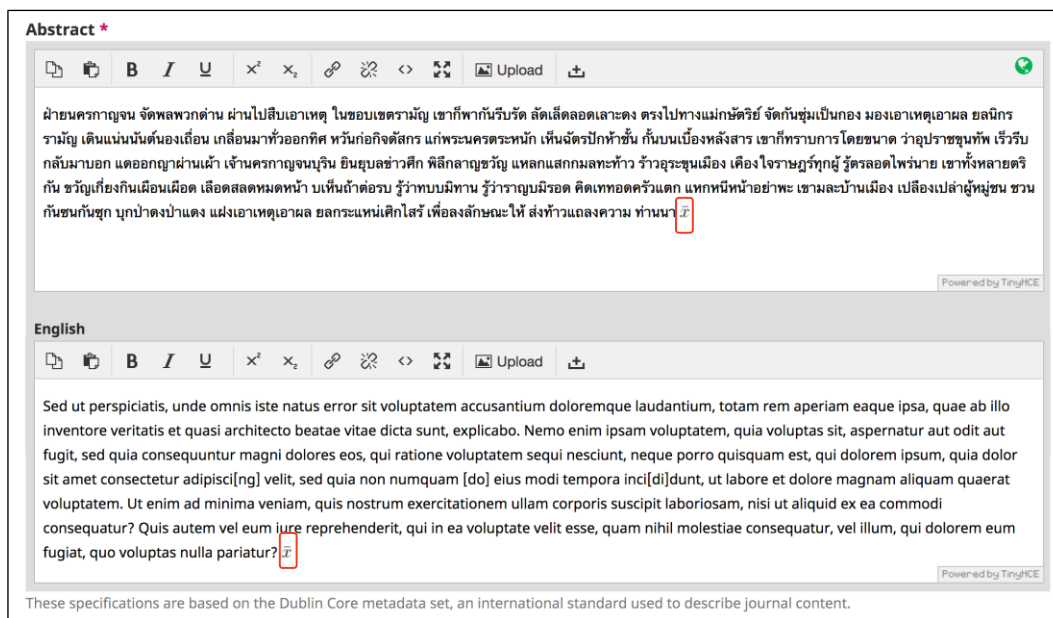 Abstract *
B I U x² x₂ <> Upload
ฝ่ายนครกาญจน จัดพลพวกด่าน ผ่านไปสืบเอาเหตุ ในขอบเขตรามัญ เขาก็พากันรีบรัด ลัดเล็ดลอดเลาะดง ตรงไปทางแม่กษัตริย์ จัดกันซุ่มเป็นกอง มองเอาเหตุเอาผล ยลนิกร
รามัญ เดินแน่นนันต์นองเถื่อน เกลื่อนมาทั่วออกทิศ หวันก่อกิจดัสกร แก่พระนครตระหนัก เห็นฉัตรปักห้าชั้น กั้นบนเบื้องหลังสาร เขาก็ทราบการโดยขนาด ว่าอุปราชขุนทัพ เร็วรีบ
กลับมาบอก แดออกญาผ่านเผ้า เจ้านครกาญจนบุริน ยินยุบลข่าวศึก พิลึกลาญขวัญ แหลกแสกกมลทะท้าว ร้าวอุระขุนเมือง เคืองใจราษฎร์ทุกผู้ รู้ตรลอดไพร่นาย เขาทั้งหลายตริ
กัน ขวัญเกี่ยงกินเผือนเผือด เลือดสลดหมดหน้า บเห็นถ้าต่อรบ รู้ว่าทบบมิทาน รู้ว่าราญบมิรอด คิดเททอดครัวแตก แหกหนีหน้าอย่าพะ เขามละบ้านเมือง เปลืองเปล่าผู้หมู่ชน ชวน
กันซนกันซุก บุกป่าดงป่าแดง แฝงเอาเหตุเอาผล ยลกระแหน่เศิกไสร้ เพื่อลงลักษณะให้ ส่งท้าวแถลงความ ท่านนา x̄
Powered by TinyMCE
English
B I U x² x₂ <> Upload
Sed ut perspiciatis, unde omnis iste natus error sit voluptatem accusantium doloremque laudantium, totam rem aperiam eaque ipsa, quae ab illo
inventore veritatis et quasi architecto beatae vitae dicta sunt, explicabo. Nemo enim ipsam voluptatem, quia voluptas sit, aspernatur aut odit aut
fugit, sed quia consequuntur magni dolores eos, qui ratione voluptatem sequi nesciunt, neque porro quisquam est, qui dolorem ipsum, quia dolor
sit amet consectetur adipisci[ng] velit, sed quia non numquam [do] eius modi tempora inci[di]dunt, ut labore et dolore magnam aliquam quaerat
voluptatem. Ut enim ad minima veniam, quis nostrum exercitationem ullam corporis suscipit laboriosam, nisi ut aliquid ex ea commodi
consequatur? Quis autem vel eum iure reprehenderit, qui in ea voluptate velit esse, quam nihil molestiae consequatur, vel illum, qui dolorem eum
fugiat, quo voluptas nulla pariatur? x̄
Powered by TinyMCE
These specifications are based on the Dublin Core metadata set, an international standard used to describe journal content.